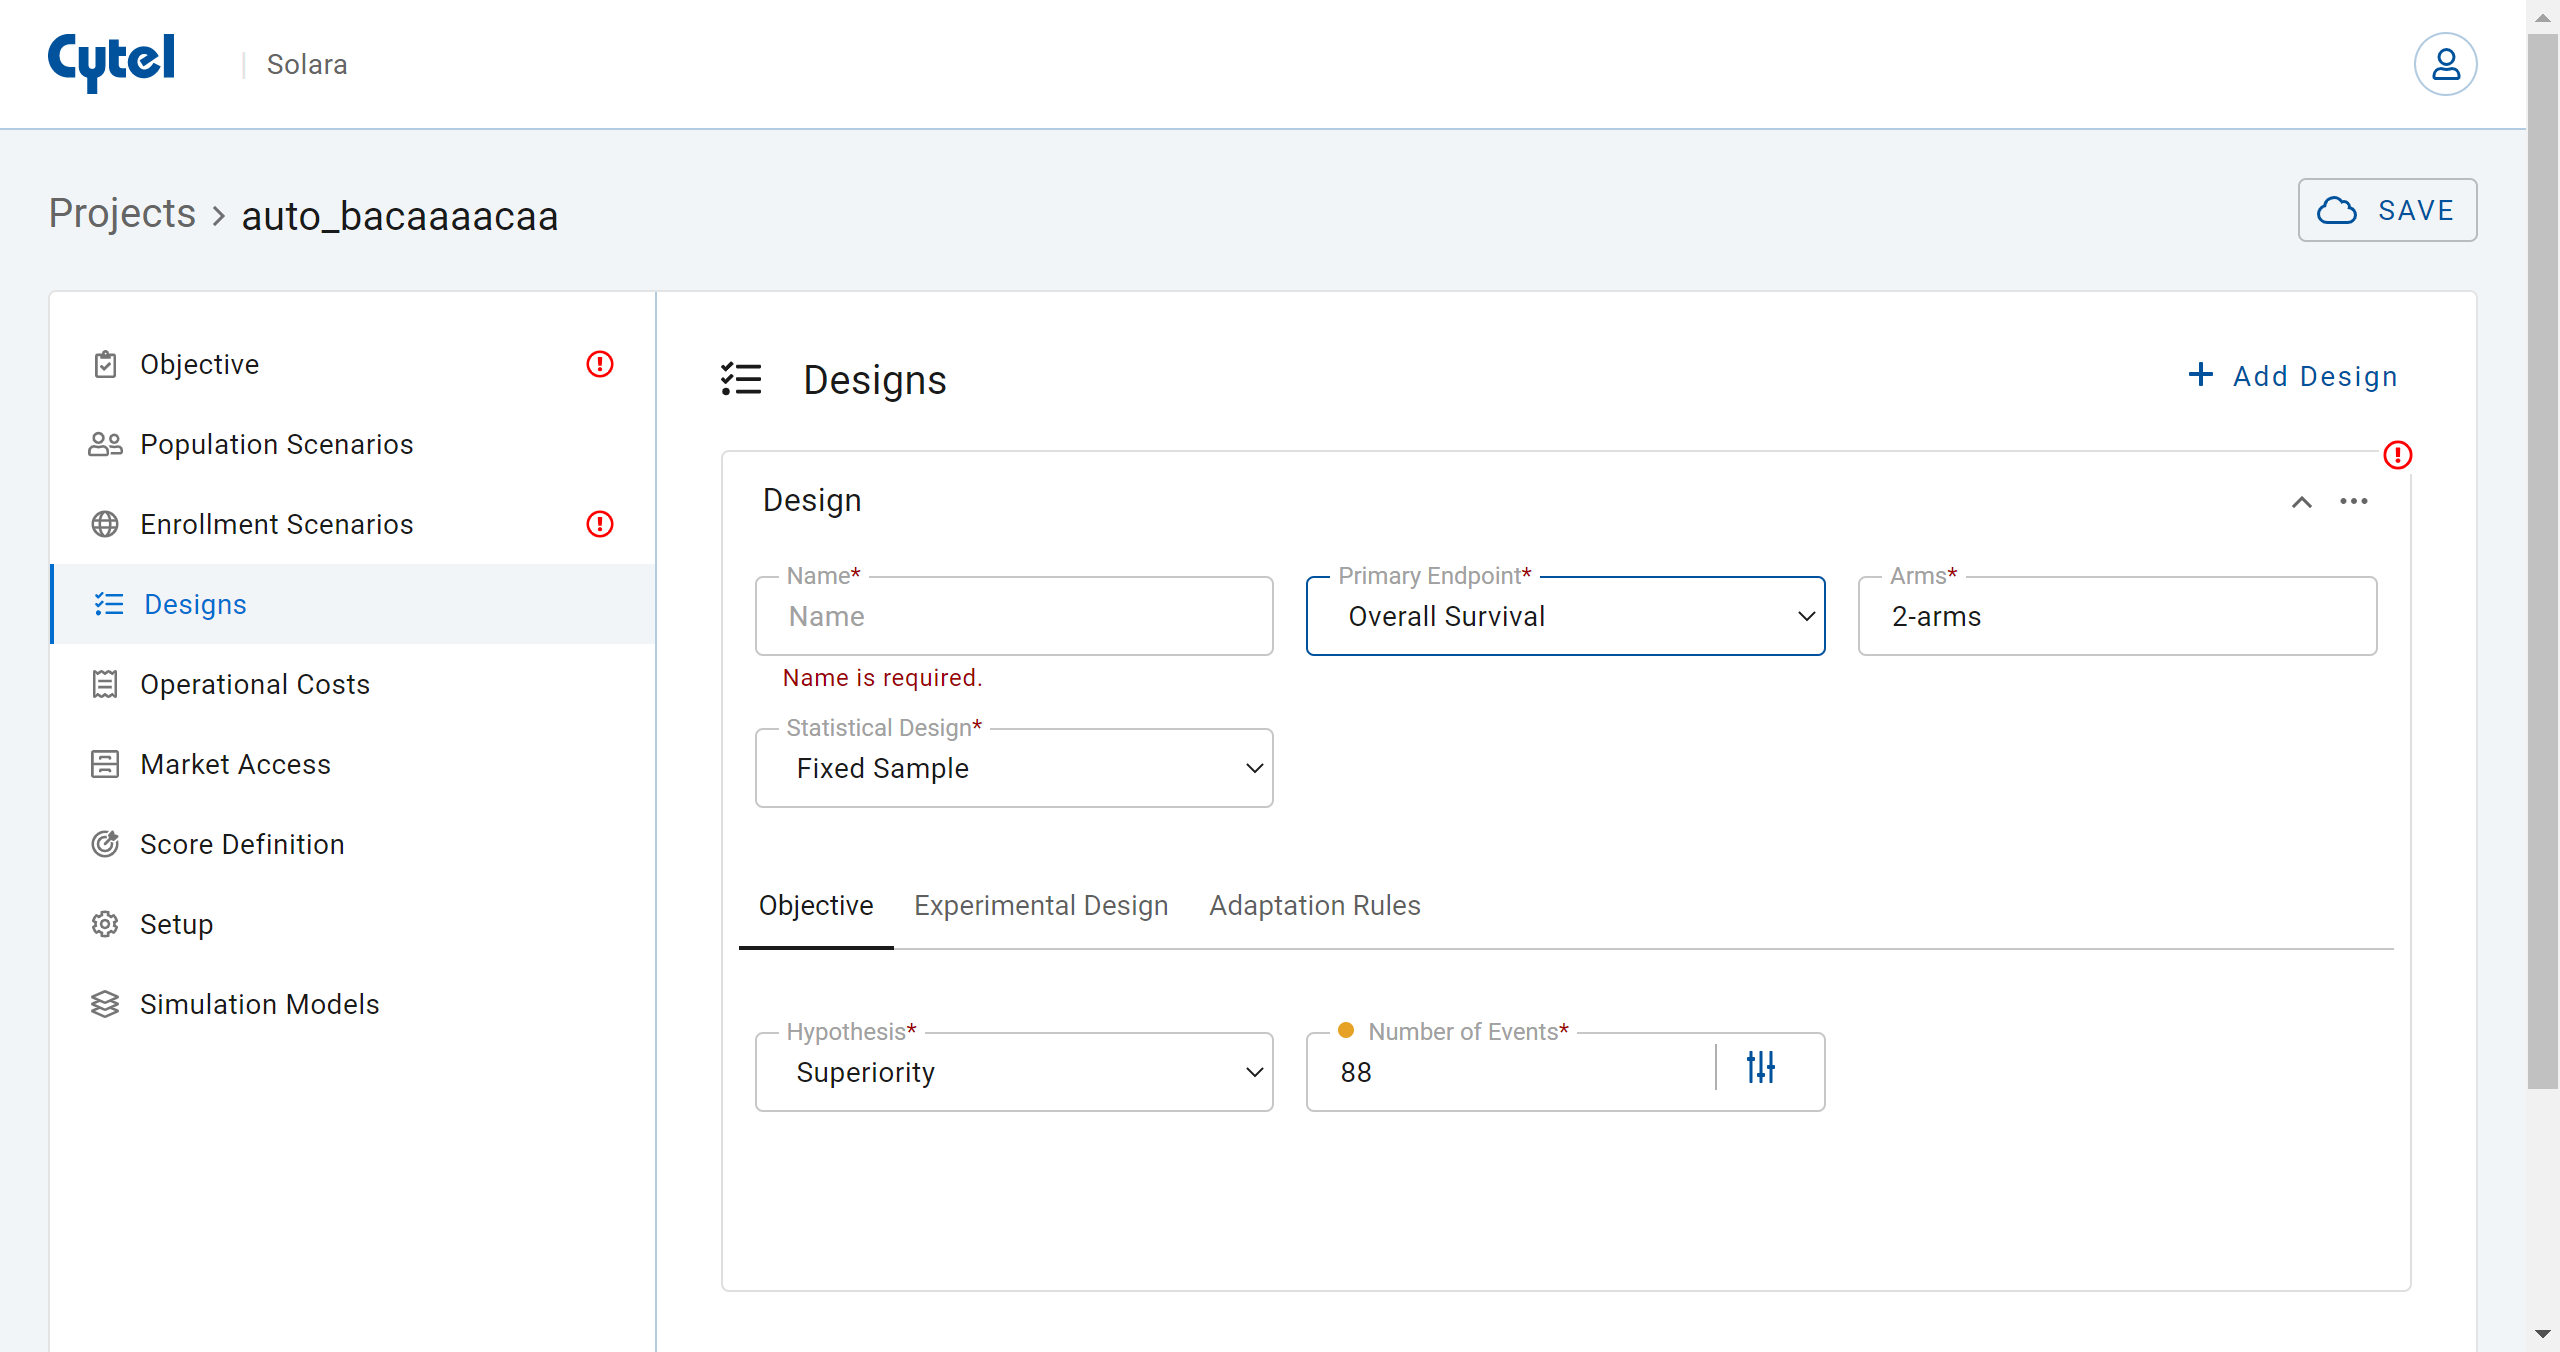 Cytel
| Solara
Projects > auto_bacaaaacaa
SAVE
Objective
Population Scenarios
Enrollment Scenarios
Designs
Operational Costs
Market Access
Score Definition
Setup
Simulation Models
Designs
+ Add Design
Design
Name*
Name
Name is required.
Primary Endpoint*
Overall Survival
Arms*
2-arms
Statistical Design*
Fixed Sample
Objective Experimental Design Adaptation Rules
Hypothesis*
Superiority
Number of Events*
88